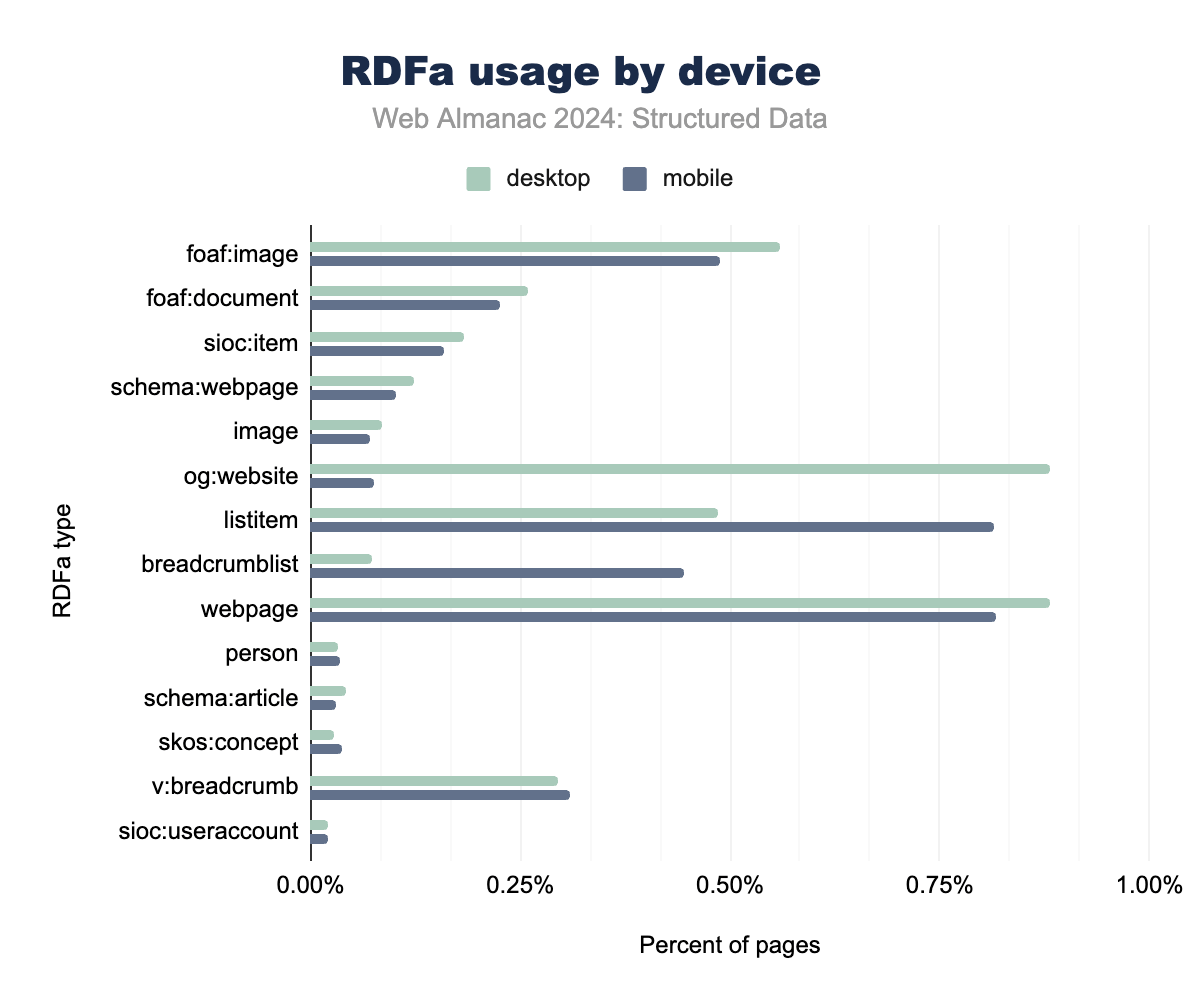 RDFa usage by device
Web Almanac 2024: Structured Data
desktop mobile
foaf:image
foaf:document
sioc:item
schema:webpage
image
og:website
listitem
breadcrumblist
webpage
person
schema:article
skos:concept
v:breadcrumb
sioc:useraccount
RDFa type
0.00% 0.25% 0.50% 0.75% 1.00%
Percent of pages